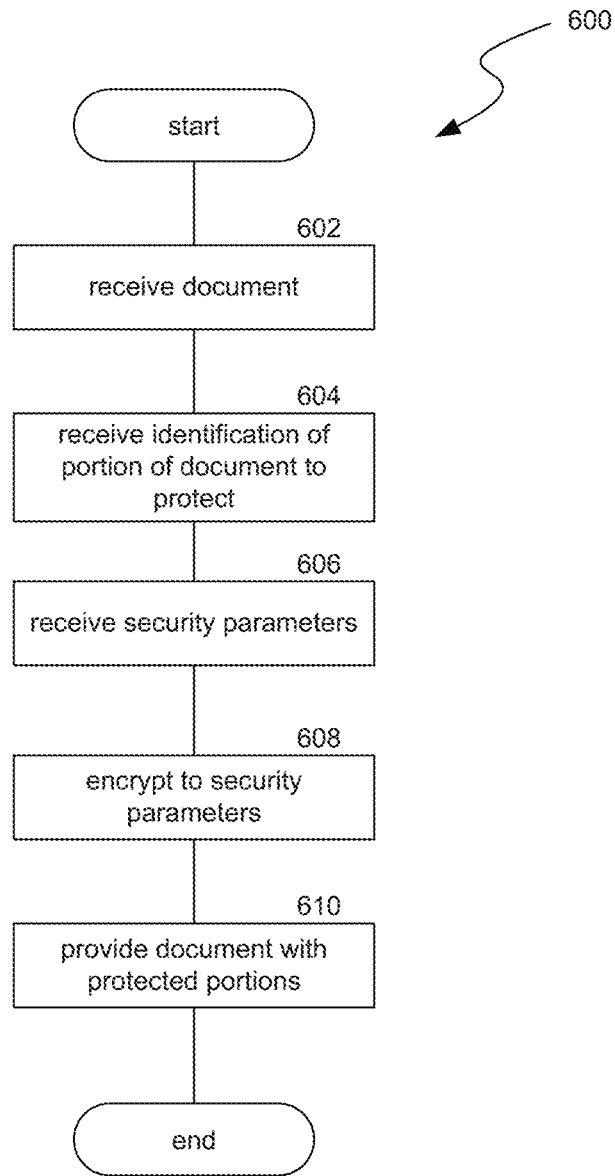 600
start
602
receive document
604
receive identification of
portion of document to
protect
606
receive security parameters
608
encrypt to security
parameters
610
provide document with
protected portions
end